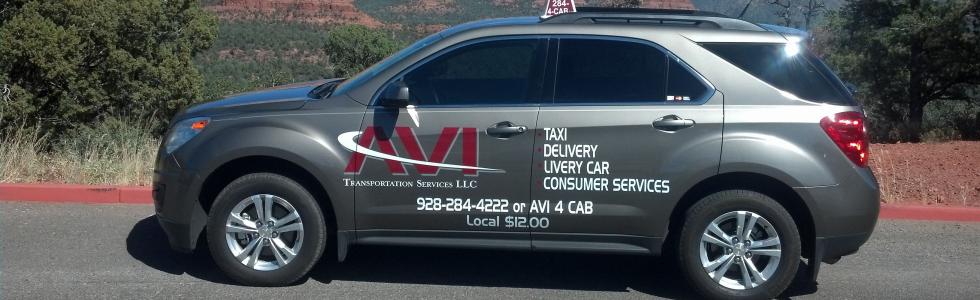 284-
4-CAB
AVI
TRANSPORTATION SERVICES LLC
TAXI
DELIVERY
LIVERY CAR
CONSUMER SERVICES
928-284-4222 or AVI 4 CAB
Local $12.00